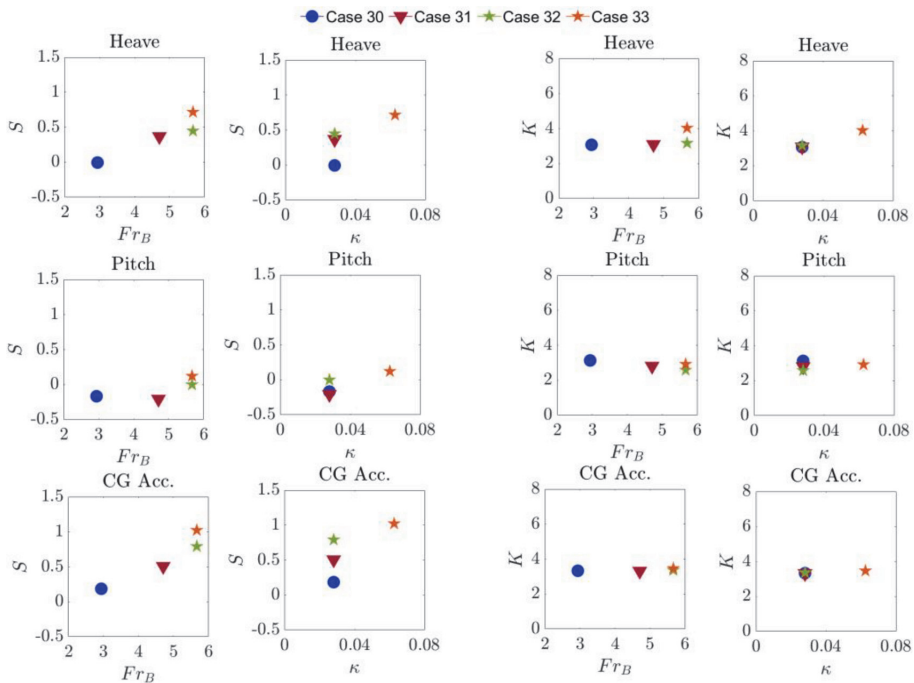 Case 30 Case 31 Case 32 Case 33
Heave Heave Heave Heave
1.5 1.5 8 8
1 1 6 6
S 0.5 S 0.5 K 4 K 4
0 0 2 2
-0.5 -0.5 0 0
2 3 4 5 6 0 0.04 0.08 2 3 4 5 6 0 0.04 0.08
Fr_B κ Fr_B κ
Pitch Pitch Pitch Pitch
1.5 1.5 8 8
1 1 6 6
S 0.5 S 0.5 K 4 K 4
0 0 2 2
-0.5 -0.5 0 0
2 3 4 5 6 0 0.04 0.08 2 3 4 5 6 0 0.04 0.08
Fr_B κ Fr_B κ
CG Acc. CG Acc. CG Acc. CG Acc.
1.5 1.5 8 8
1 1 6 6
S 0.5 S 0.5 K 4 K 4
0 0 2 2
-0.5 -0.5 0 0
2 3 4 5 6 0 0.04 0.08 2 3 4 5 6 0 0.04 0.08
Fr_B κ Fr_B κ